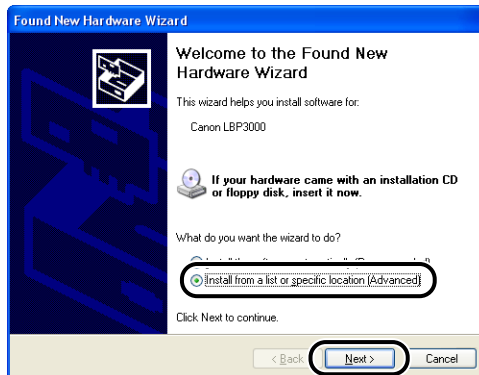 Found New Hardware Wizard
Welcome to the Found New
Hardware Wizard
This wizard helps you install software for:
Canon LBP3000
If your hardware came with an installation CD
or floppy disk, insert it now.
What do you want the wizard to do?
Install from a list or specific location (Advanced)
Click Next to continue.
< Back
Next >
Cancel